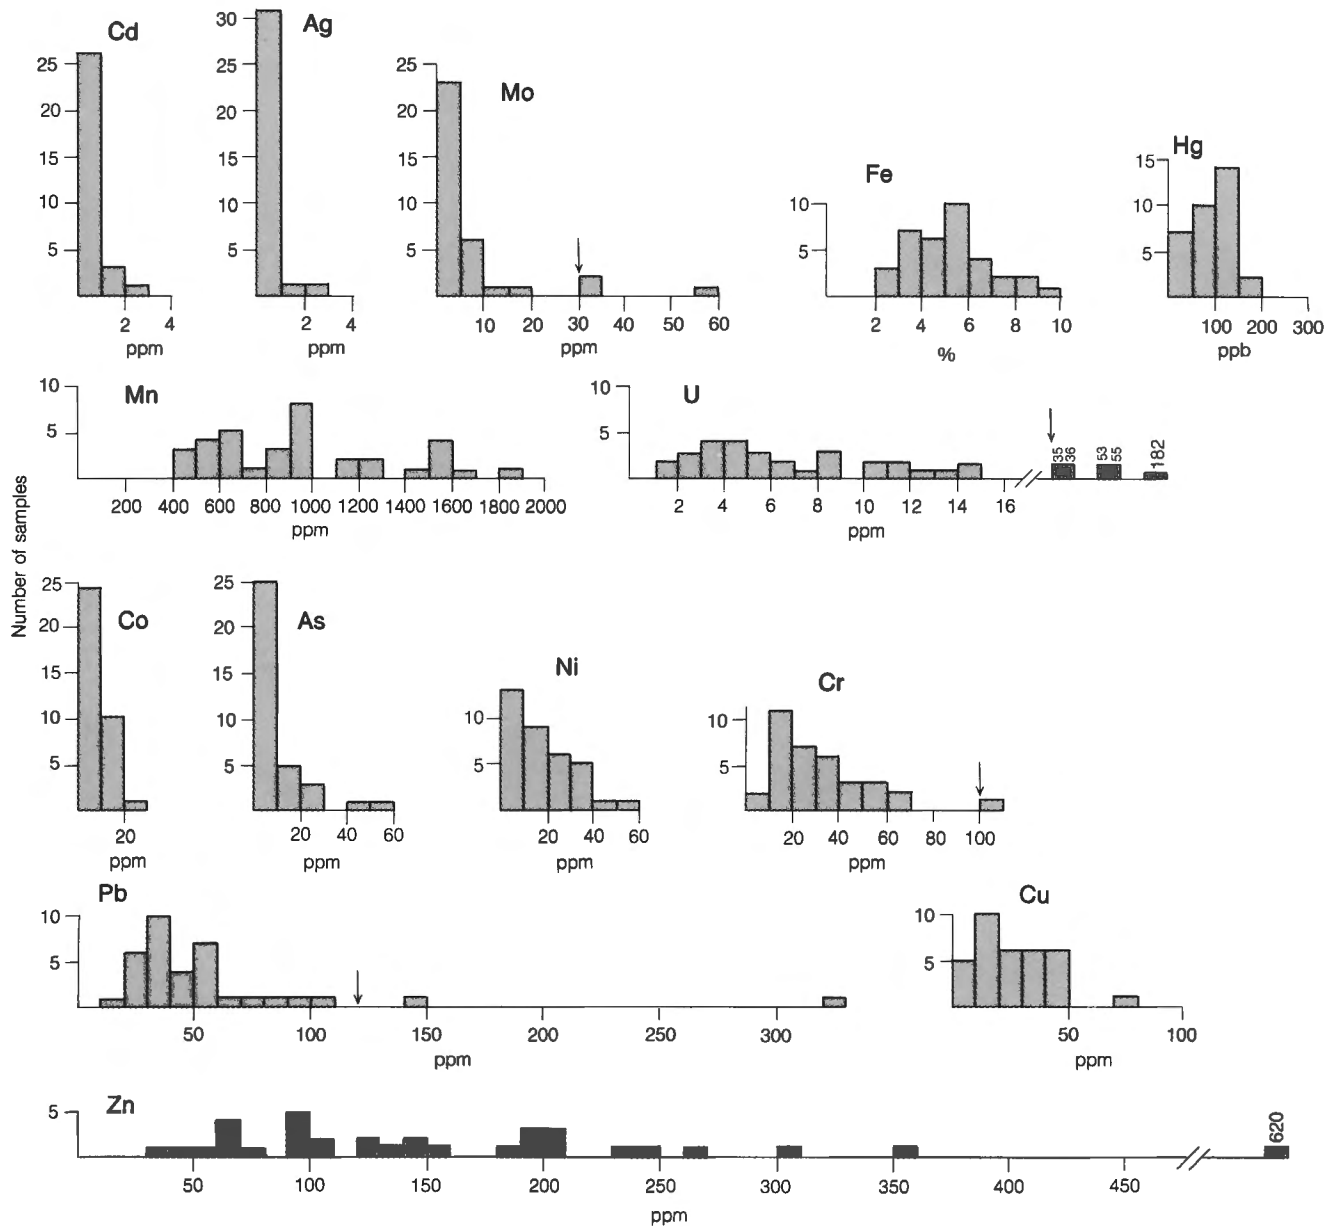 Cd
25
20
15
10
5
2 4
ppm
Ag
30
25
20
15
10
5
2 4
ppm
Mo
25
20
15
10
5
10 20 30 40 50 60
ppm
Fe
10
5
2 4 6 8 10
%
Hg
15
10
5
100 200 300
ppb
Number of samples
Mn
10
5
200 400 600 800 1000 1200 1400 1600 1800 2000
ppm
U
10
5
2 4 6 8 10 12 14 16
35
36
53
55
182
ppm
Co
25
20
15
10
5
20
ppm
As
25
20
15
10
5
20 40 60
ppm
Ni
10
5
20 40 60
ppm
Cr
10
5
20 40 60 80 100
ppm
Pb
10
5
50 100 150 200 250 300
ppm
Cu
10
5
50 100
ppm
Zn
5
620
50 100 150 200 250 300 350 400 450
ppm